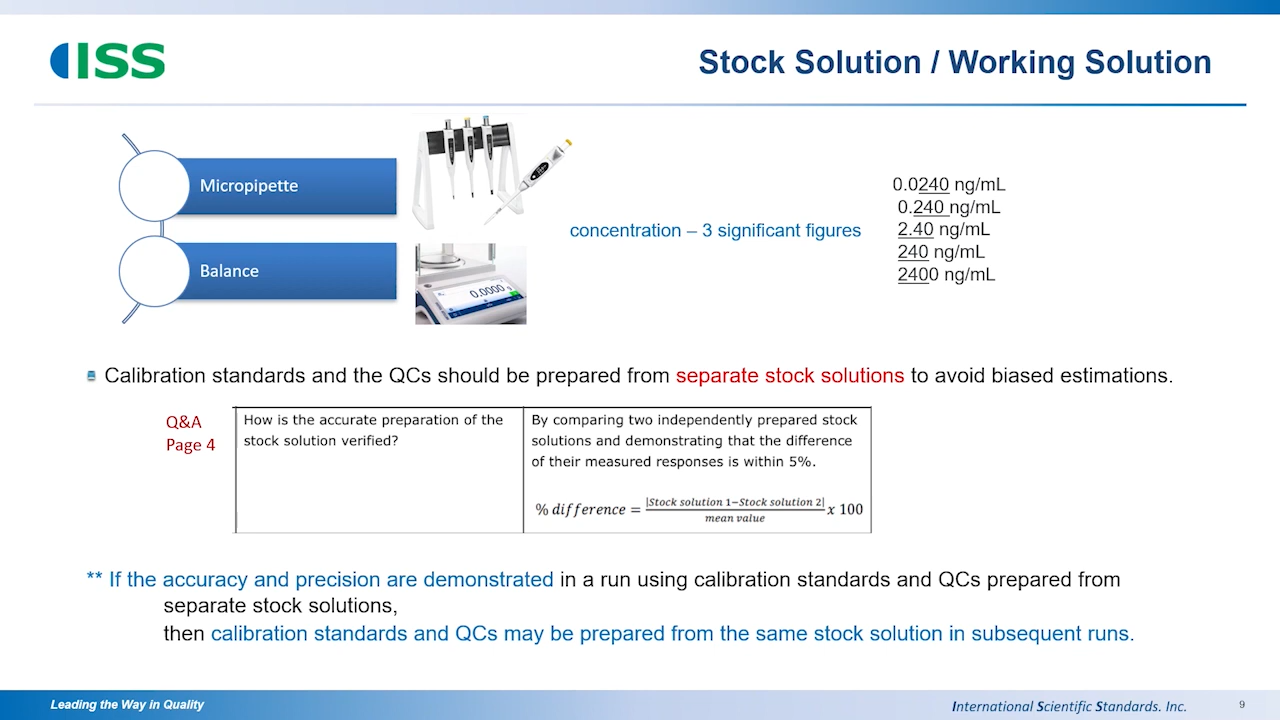 ISS
Stock Solution / Working Solution
Micropipette
Balance
0.0000
concentration – 3 significant figures
0.0240 ng/mL
0.240 ng/mL
2.40 ng/mL
240 ng/mL
2400 ng/mL
Calibration standards and the QCs should be prepared from separate stock solutions to avoid biased estimations.
Q&A
Page 4
How is the accurate preparation of the
stock solution verified?
By comparing two independently prepared stock
solutions and demonstrating that the difference
of their measured responses is within 5%.
% difference = |Stock solution 1−Stock solution 2| / mean value x 100
** If the accuracy and precision are demonstrated in a run using calibration standards and QCs prepared from
separate stock solutions,
then calibration standards and QCs may be prepared from the same stock solution in subsequent runs.
Leading the Way in Quality
International Scientific Standards. Inc.
9